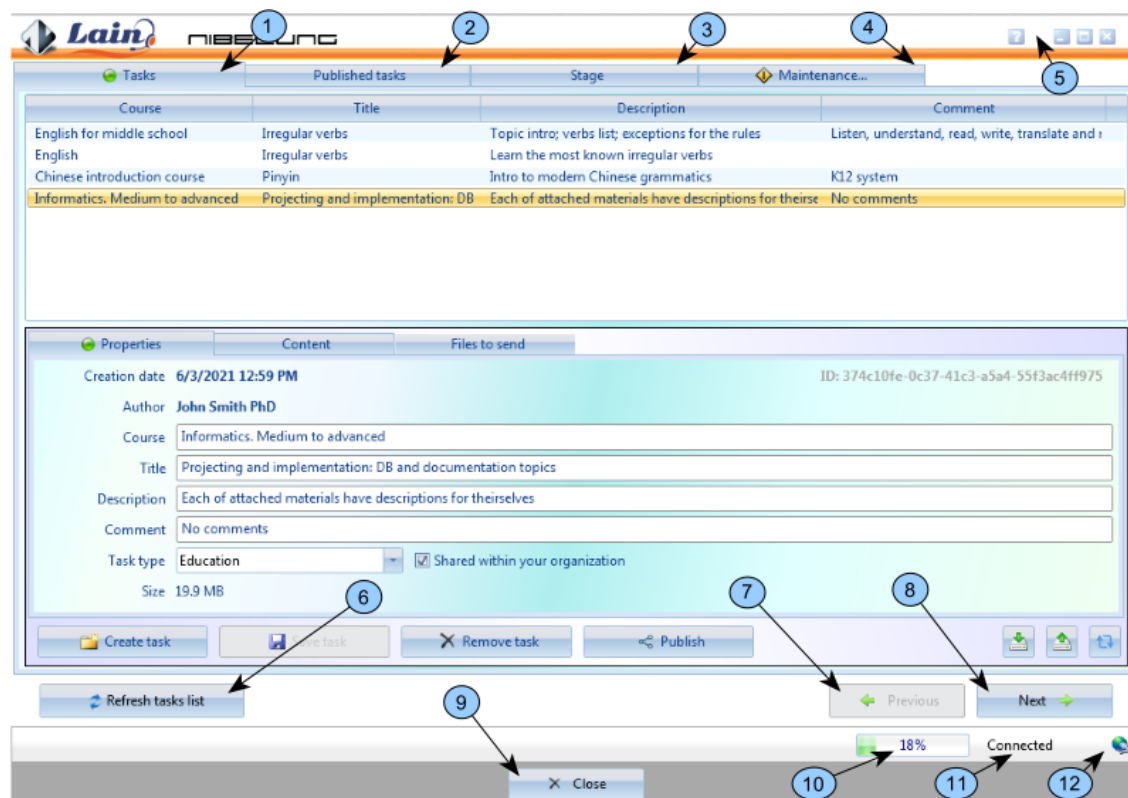 Lain
NIBELUNG
1
2
3
4
5
Tasks Published tasks Stage Maintenance...
Course Title Description Comment
English for middle school Irregular verbs Topic intro; verbs list; exceptions for the rules Listen, understand, read, write, translate and
English Irregular verbs Learn the most known irregular verbs
Chinese introduction course Pinyin Intro to modern Chinese grammatics K12 system
Informatics. Medium to advanced Projecting and implementation: DB Each of attached materials have descriptions for theirse No comments
Properties Content Files to send
Creation date 6/3/2021 12:59 PM ID: 374c10fe-0c37-41c3-a5a4-55f3ac4ff975
Author John Smith PhD
Course Informatics. Medium to advanced
Title Projecting and implementation: DB and documentation topics
Description Each of attached materials have descriptions for theirselves
Comment No comments
Task type Education Shared within your organization
Size 19.9 MB
6
7
8
Create task Save task Remove task Publish
Refresh tasks list Previous Next
9
18% Connected
Close
10
11
12